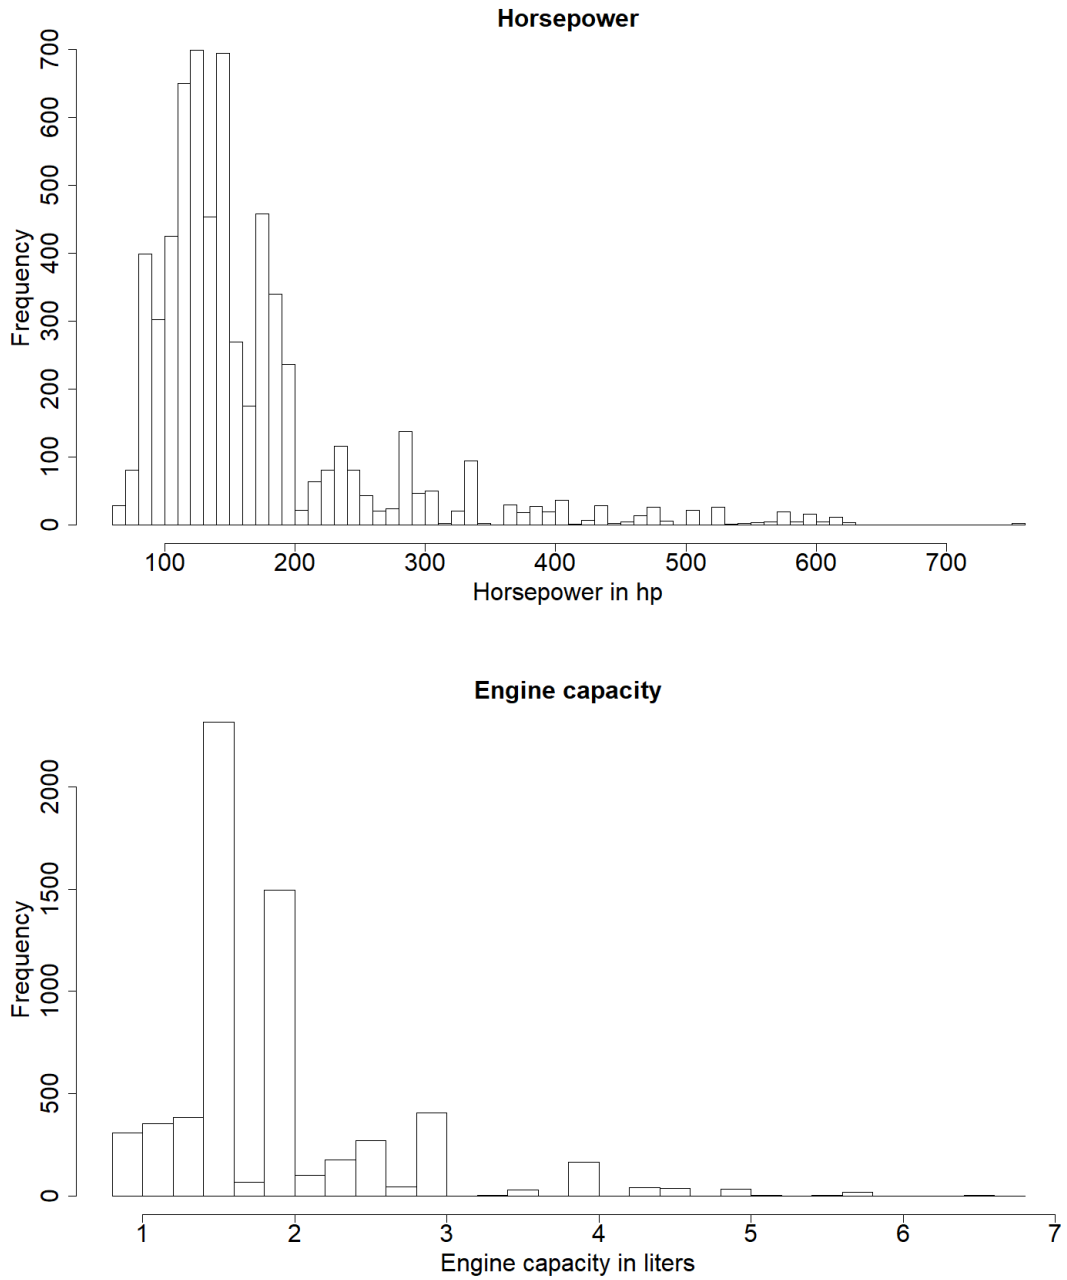 Horsepower
700
600
500
400
300
200
100
0
Frequency
100 200 300 400 500 600 700
Horsepower in hp
Engine capacity
2000
1500
1000
500
0
Frequency
1 2 3 4 5 6 7
Engine capacity in liters